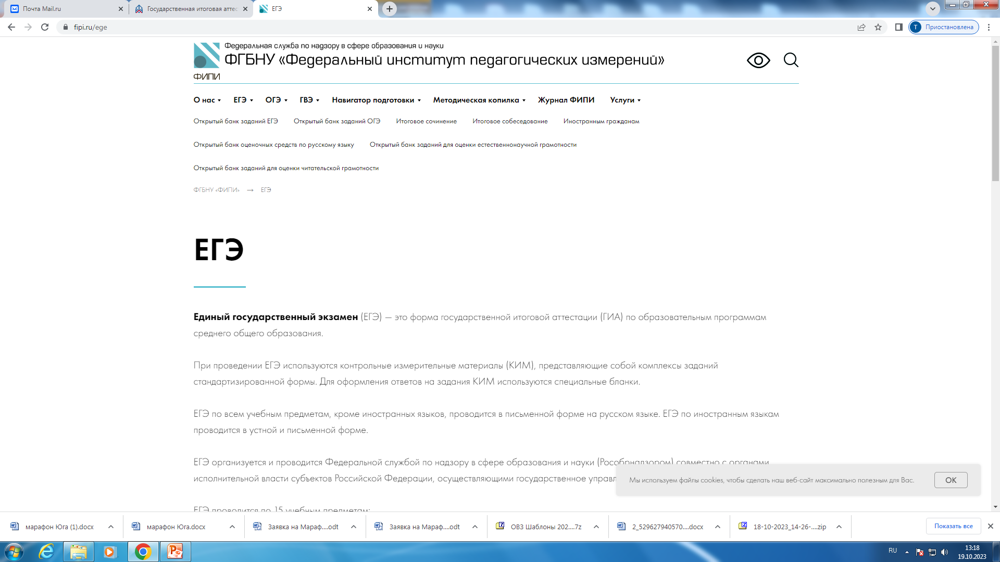 Почта Mail.ru
Государственная итоговая аттес
ЕГЭ
fipi.ru/ege
Т Приостановлена
Федеральная служба по надзору в сфере образования и науки
ФГБНУ «Федеральный институт педагогических измерений»
ФИПИ
О нас ЕГЭ ОГЭ ГВЭ Навигатор подготовки Методическая копилка Журнал ФИПИ Услуги
Открытый банк заданий ЕГЭ Открытый банк заданий ОГЭ Итоговое сочинение Итоговое собеседование Иностранным гражданам
Открытый банк оценочных средств по русскому языку Открытый банк заданий для оценки естественнонаучной грамотности
Открытый банк заданий для оценки читательской грамотности
ФГБНУ «ФИПИ» → ЕГЭ
ЕГЭ
Единый государственный экзамен (ЕГЭ) — это форма государственной итоговой аттестации (ГИА) по образовательным программам
среднего общего образования.
При проведении ЕГЭ используются контрольные измерительные материалы (КИМ), представляющие собой комплексы заданий
стандартизированной формы. Для оформления ответов на задания КИМ используются специальные бланки.
ЕГЭ по всем учебным предметам, кроме иностранных языков, проводится в письменной форме на русском языке. ЕГЭ по иностранным языкам
проводится в устной и письменной форме.
ЕГЭ организуется и проводится Федеральной службой по надзору в сфере образования и науки (Рособрнадзором) совместно с органами
исполнительной власти субъектов Российской Федерации, осуществляющими государственное управл
Мы используем файлы cookies, чтобы сделать наш веб-сайт максимально полезным для Вас.
OK
ЕГЭ проводится по 15 учебным предметам:
марафон Юга (1).docx
марафон Юга.docx
Заявка на Мараф....odt
Заявка на Мараф....odt
ОВЗ Шаблоны 202....7z
2_529627940570....docx
18-10-2023_14-26-....zip
Показать все
RU
13:18
19.10.2023